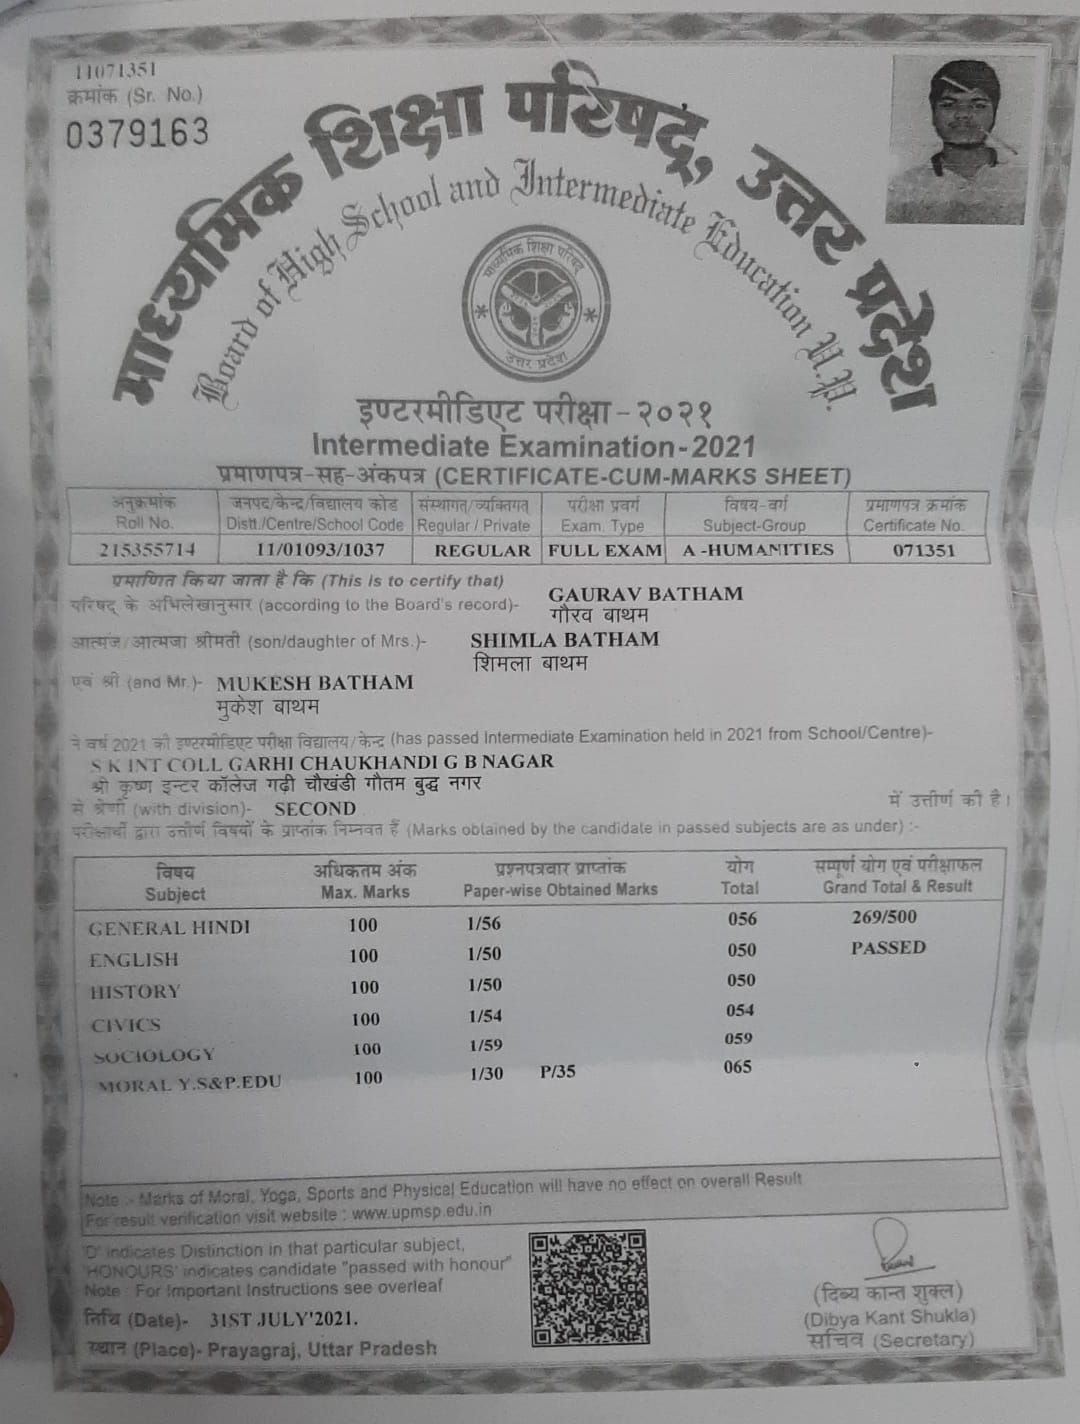 11071351
क्रमांक (Sr. No.)
0379163
माध्यमिक शिक्षा परिषद्, उत्तर प्रदेश
Board of High School and Intermediate Education U.P.
माध्यमिक शिक्षा परिषद्
उत्तर प्रदेश
इण्टरमीडिएट परीक्षा-२०२१
Intermediate Examination-2021
प्रमाणपत्र-सह-अंकपत्र (CERTIFICATE-CUM-MARKS SHEET)
अनुक्रमांक जनपद/केन्द्र/विद्यालय कोड संस्थागत/व्यक्तिगत परीक्षा प्रवर्ग विषय-वर्ग प्रमाणपत्र क्रमांक
Roll No. Distt./Centre/School Code Regular / Private Exam. Type Subject-Group Certificate No.
215355714 11/01093/1037 REGULAR FULL EXAM A -HUMANITIES 071351
प्रमाणित किया जाता है कि (This is to certify that)
परिषद के अभिलेखानुसार (according to the Board's record)- GAURAV BATHAM
गौरव बाथम
आत्मज/आत्मजा श्रीमती (son/daughter of Mrs.)- SHIMLA BATHAM
शिमला बाथम
एवं श्री (and Mr.)- MUKESH BATHAM
मुकेश बाथम
ने वर्ष 2021 की इण्टरमीडिएट परीक्षा विद्यालय/केन्द्र (has passed Intermediate Examination held in 2021 from School/Centre)-
S K INT COLL GARHI CHAUKHANDI G B NAGAR
श्री कृष्ण इन्टर कॉलेज गढ़ी चौखंडी गौतम बुद्ध नगर
से श्रेणी (with division)- SECOND में उत्तीर्ण की है।
परीक्षार्थी द्वारा उत्तीर्ण विषयों के प्राप्तांक निम्नवत हैं (Marks obtained by the candidate in passed subjects are as under) :-
विषय अधिकतम अंक प्रश्नपत्रवार प्राप्तांक योग सम्पूर्ण योग एवं परीक्षाफल
Subject Max. Marks Paper-wise Obtained Marks Total Grand Total & Result
GENERAL HINDI 100 1/56 056 269/500
ENGLISH 100 1/50 050 PASSED
HISTORY 100 1/50 050
CIVICS 100 1/54 054
SOCIOLOGY 100 1/59 059
MORAL Y.S&P.EDU 100 1/30 P/35 065
Note :- Marks of Moral, Yoga, Sports and Physical Education will have no effect on overall Result
For result verification visit website : www.upmsp.edu.in
'D' indicates Distinction in that particular subject,
'HONOURS' indicates candidate "passed with honour"
Note : For Important Instructions see overleaf
तिथि (Date)- 31ST JULY'2021.
स्थान (Place)- Prayagraj, Uttar Pradesh
(दिव्य कान्त शुक्ल)
(Dibya Kant Shukla)
सचिव (Secretary)